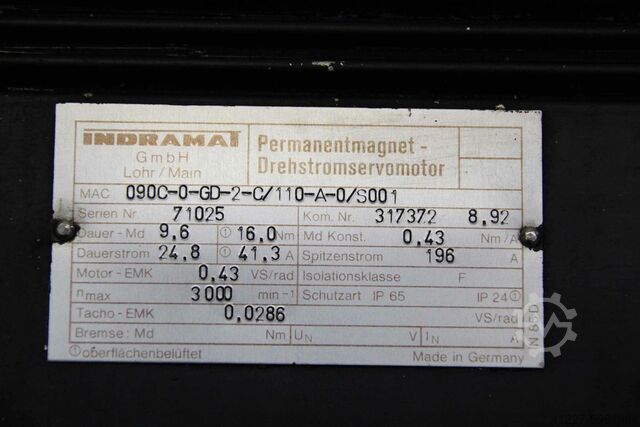 INDRAMAT
GmbH
Lohr/Main
Permanentmagnet-
Drehstromservomotor
MAC 090C-0-GD-2-C/110-A-0/S001
Serien Nr 71025 Kom. Nr. 317372 8,92
Dauer-Md 9,6 ① 16,0 Nm Md Konst. 0,43 Nm/A
Dauerstrom 24,8 ① 41,3 A Spitzenstrom 196 A
Motor-EMK 0,43 VS/rad Isolationsklasse F
nmax 3000 min-1 Schutzart IP 65 IP 24①
Tacho-EMK 0,0286 VS/rad
Bremse: Md Nm UN V IN A
①oberflächenbelüftet Made in Germany
N 85 D